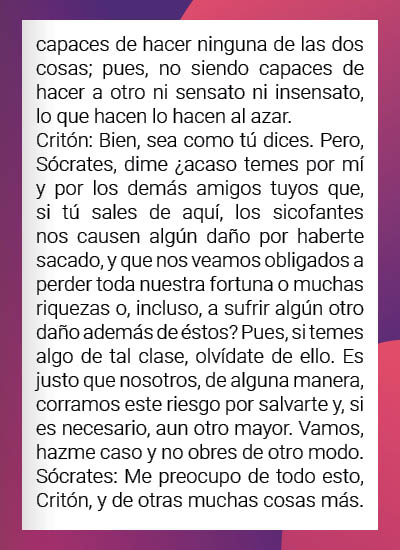 capaces de hacer ninguna de las dos
cosas; pues, no siendo capaces de
hacer a otro ni sensato ni insensato,
lo que hacen lo hacen al azar.
Critón: Bien, sea como tú dices. Pero,
Sócrates, dime ¿acaso temes por mí
y por los demás amigos tuyos que,
si tú sales de aquí, los sicofantes
nos causen algún daño por haberte
sacado, y que nos veamos obligados a
perder toda nuestra fortuna o muchas
riquezas o, incluso, a sufrir algún otro
daño además de éstos? Pues, si temes
algo de tal clase, olvídate de ello. Es
justo que nosotros, de alguna manera,
corramos este riesgo por salvarte y, si
es necesario, aun otro mayor. Vamos,
hazme caso y no obres de otro modo.
Sócrates: Me preocupo de todo esto,
Critón, y de otras muchas cosas más.